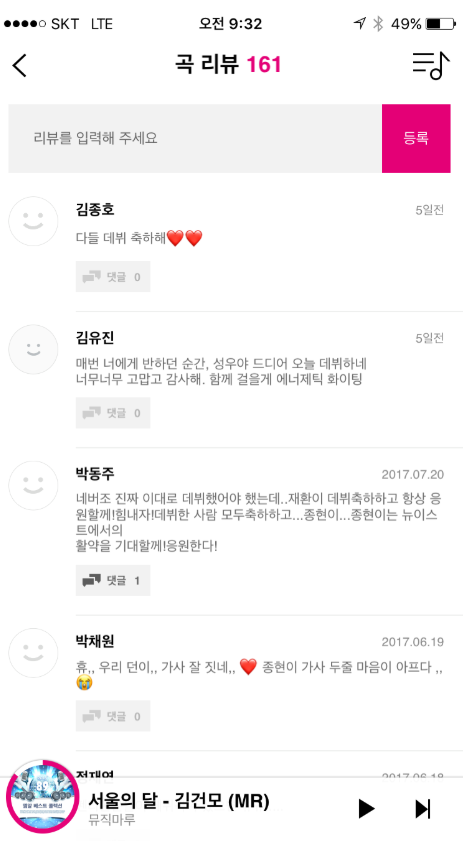 SKT LTE 오전 9:32 49%
곡 리뷰 161
리뷰를 입력해 주세요 등록
김종호 5일전
다들 데뷔 축하해❤️❤️
댓글 0
김유진 5일전
매번 너에게 반하던 순간, 성우야 드디어 오늘 데뷔하네
너무너무 고맙고 감사해. 함께 걸을게 에너제틱 화이팅
댓글 0
박동주 2017.07.20
네버조 진짜 이대로 데뷔했어야 했는데..재환이 데뷔축하하고 항상 응
원할께!힘내자!데뷔한 사람 모두축하하고...종현이...종현이는 뉴이스
트에서의
활약을 기대할께!응원한다!
댓글 1
박채원 2017.06.19
휴,, 우리 던이,, 가사 잘 짓네,, ❤️ 종현이 가사 두줄 마음이 아프다 ,,
😭
댓글 0
정재영 2017.06.18
서울의 달 - 김건모 (MR)
뮤직마루